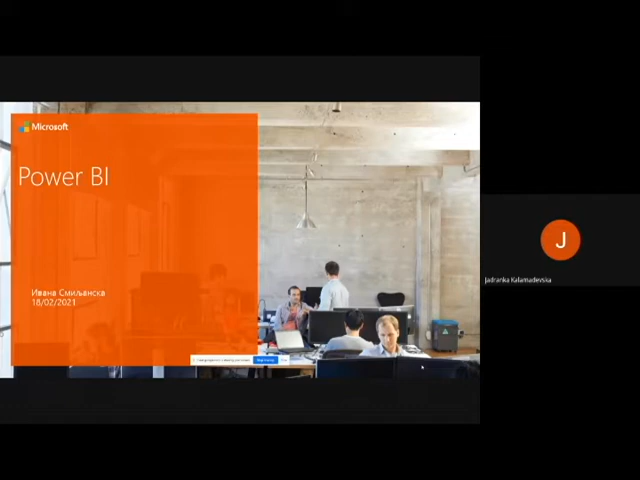 Microsoft
Power BI
Ивана Смиљанска
18/02/2021
J
Jadranka Kalamadevska